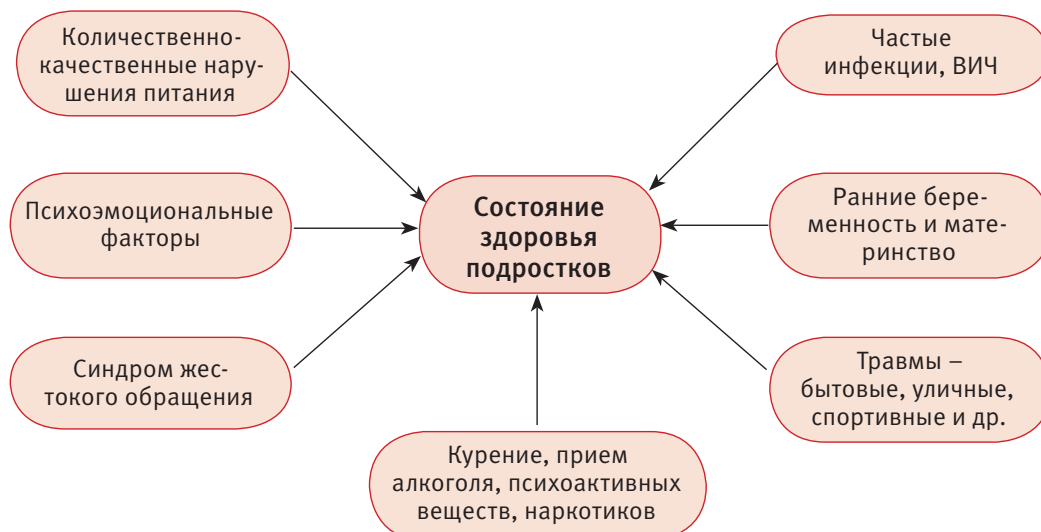 Количественно-
качественные нару-
шения питания
Частые
инфекции, ВИЧ
Психоэмоциональные
факторы
Состояние
здоровья
подростков
Ранние бере-
менность и мате-
ринство
Синдром жес-
токого обращения
Травмы –
бытовые, уличные,
спортивные и др.
Курение, прием
алкоголя, психоактивных
веществ, наркотиков